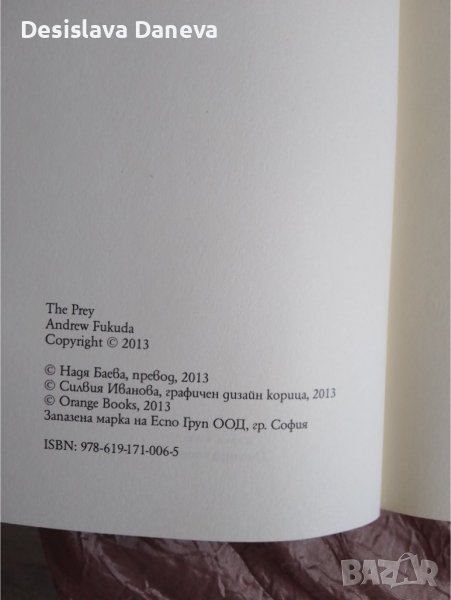 Desislava Daneva
The Prey
Andrew Fukuda
Copyright © 2013
© Надя Баева, превод, 2013
© Силвия Иванова, графичен дизайн корица, 2013
© Orange Books, 2013
Запазена марка на Еспо Груп ООД, гр. София
ISBN: 978-619-171-006-5
BAZAR